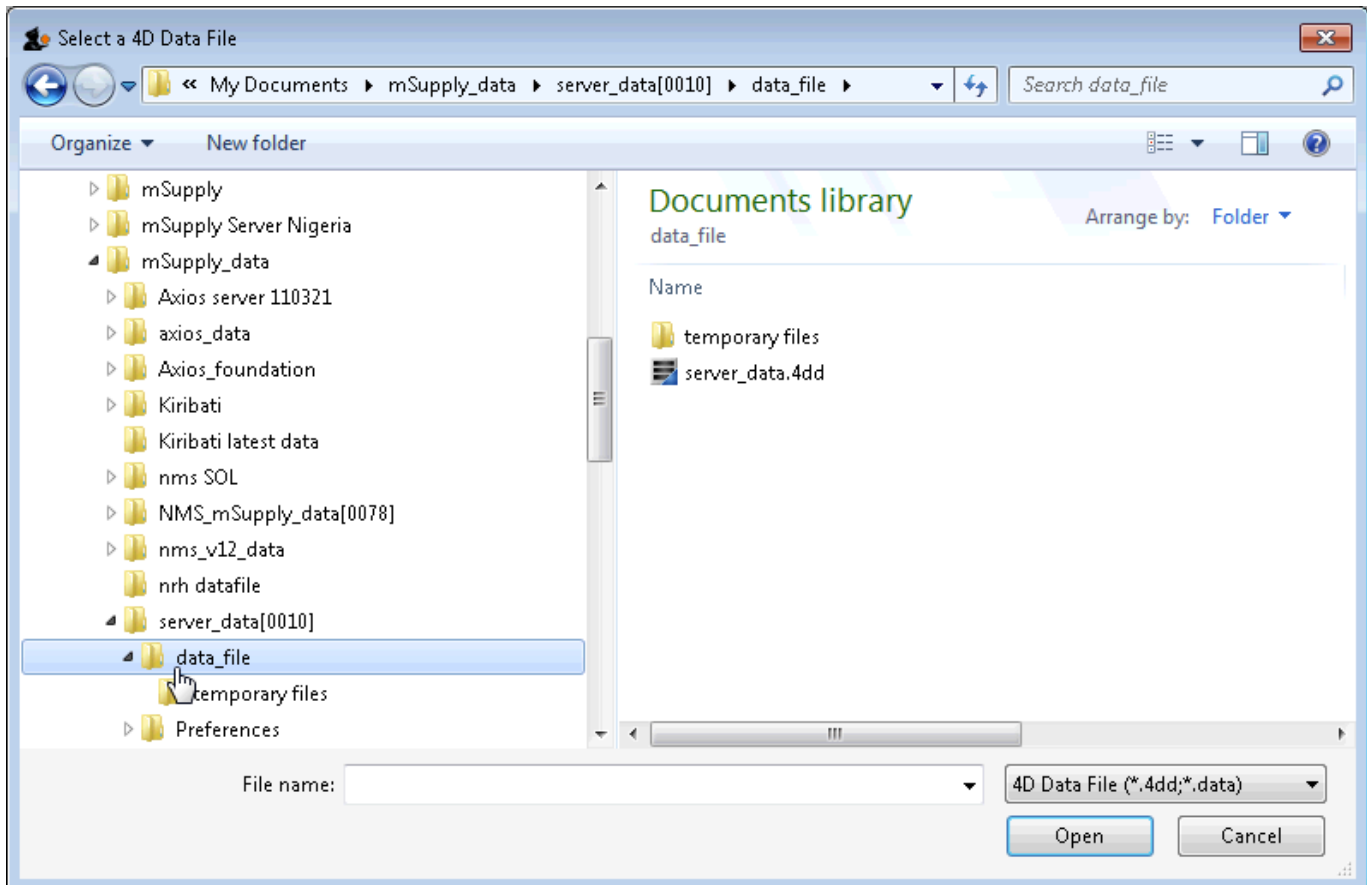 Select a 4D Data File
« My Documents ▸ mSupply_data ▸ server_data[0010] ▸ data_file ▸
Search data_file
Organize New folder
mSupply
mSupply Server Nigeria
mSupply_data
Axios server 110321
axios_data
Axios_foundation
Kiribati
Kiribati latest data
nms SOL
NMS_mSupply_data[0078]
nms_v12_data
nrh datafile
server_data[0010]
data_file
temporary files
Preferences
Documents library
data_file
Arrange by: Folder
Name
temporary files
server_data.4dd
File name:
4D Data File (*.4dd;*.data)
Open Cancel